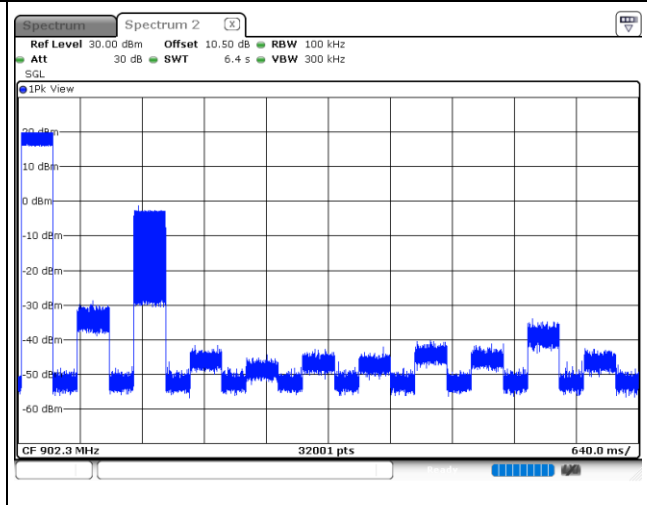 Spectrum Spectrum 2 X
Ref Level 30.00 dBm Offset 10.50 dB RBW 100 kHz
Att 30 dB SWT 6.4 s VBW 300 kHz
SGL
1Pk View
20 dBm
10 dBm
0 dBm
-10 dBm
-20 dBm
-30 dBm
-40 dBm
-50 dBm
-60 dBm
CF 902.3 MHz 32001 pts 640.0 ms/